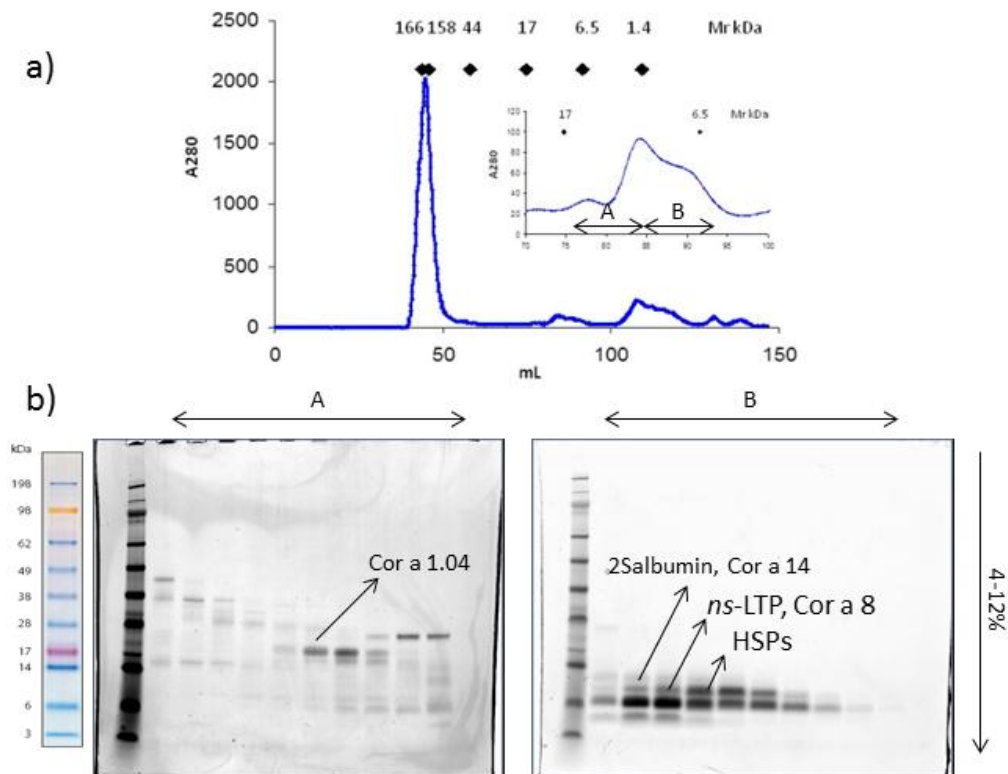 a)
2500
2000
1500
1000
500
0
A280
166 158 44 17 6.5 1.4 Mr kDa
0 50 100 150
mL
17 6.5 Mr kDa
120
100
80
60
40
20
0
A280
A B
70 75 80 85 90 95 100
b)
A
B
kDa
198
98
62
49
38
28
17
14
6
3
Cor a 1.04
2Salbumin, Cor a 14
ns-LTP, Cor a 8
HSPs
4-12%